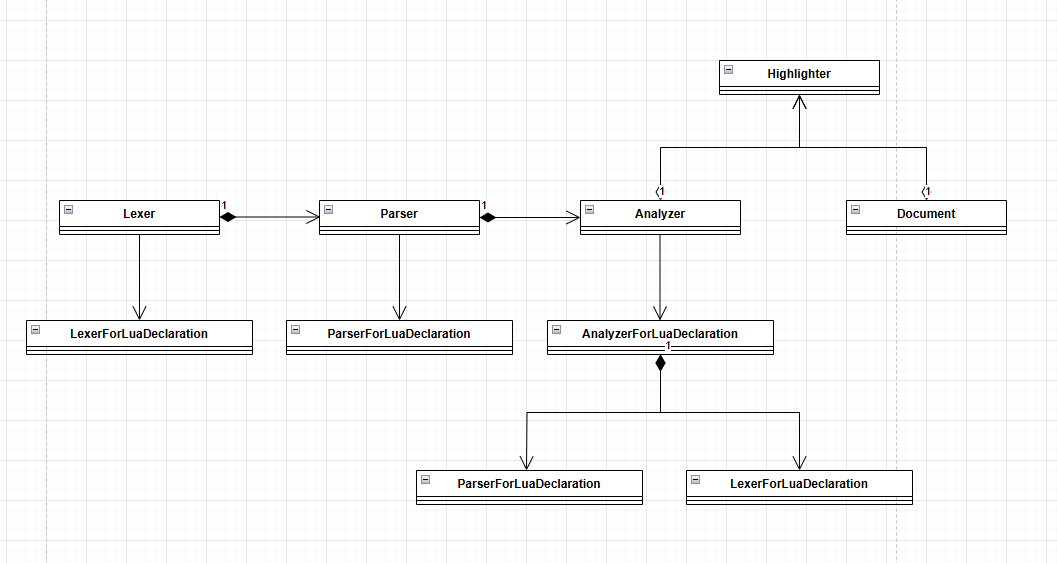 Highlighter
1
1
1
Lexer
1
Parser
Analyzer
Document
LexerForLuaDeclaration
ParserForLuaDeclaration
AnalyzerForLuaDeclaration
1
ParserForLuaDeclaration
LexerForLuaDeclaration